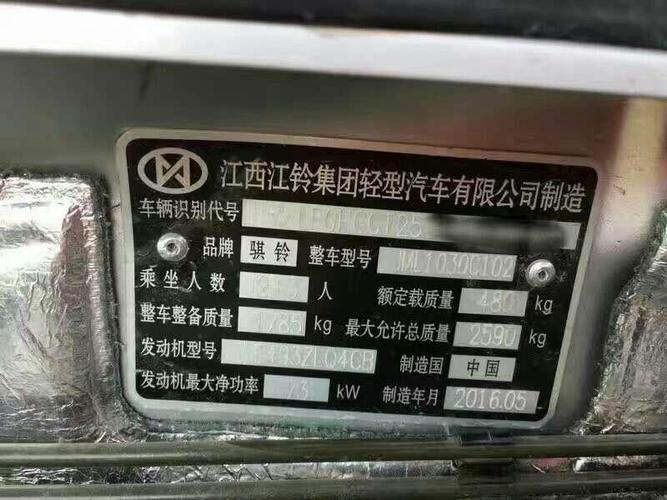 江西江铃集团轻型汽车有限公司制造
车辆识别代号
品牌 骐铃 整车型号 JML1030C102
乘坐人数 人 额定载质量 480 kg
整车整备质量 1785 kg 最大允许总质量 2590 kg
发动机型号 制造国 中国
发动机最大净功率 73 kW 制造年月 2016.05